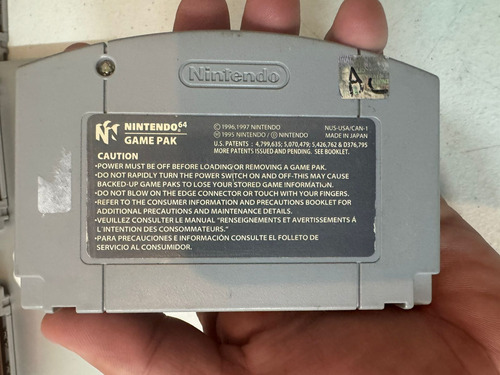 Nintendo
AC
NINTENDO 64
GAME PAK
© 1996,1997 NINTENDO
Ⓜ 1995 NINTENDO / Ⓟ NINTENDO
NUS-USA/CAN-1
MADE IN JAPAN
U.S. PATENTS : 4,799,635; 5,070,479; 5,426,762 & D376,795
MORE PATENTS ISSUED AND PENDING. SEE BOOKLET.
CAUTION
•POWER MUST BE OFF BEFORE LOADING OR REMOVING A GAME PAK.
•DO NOT RAPIDLY TURN THE POWER SWITCH ON AND OFF-THIS MAY CAUSE
BACKED-UP GAME PAKS TO LOSE YOUR STORED GAME INFORMATION.
•DO NOT BLOW ON THE EDGE CONNECTOR OR TOUCH WITH YOUR FINGERS.
•REFER TO THE CONSUMER INFORMATION AND PRECAUTIONS BOOKLET FOR
ADDITIONAL PRECAUTIONS AND MAINTENANCE DETAILS.
•VEUILLEZ CONSULTER LE MANUAL "RENSEIGNEMENTS ET AVERTISSEMENTS À
L'INTENTION DES CONSOMMATEURS."
•PARA PRECAUCIONES E INFORMACIÓN CONSULTE EL FOLLETO DE
SERVICIO AL CONSUMIDOR.